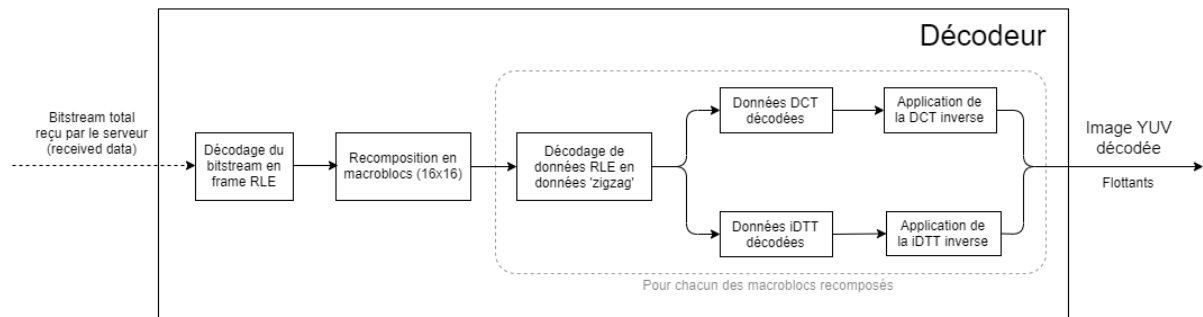 Décodeur
Bitstream total
reçu par le serveur
(received data)
Décodage du
bitstream en
frame RLE
Recomposition en
macroblocs (16x16)
Décodage de
données RLE en
données 'zigzag'
Données DCT
décodées
Application de
la DCT inverse
Données iDTT
décodées
Application de
la iDTT inverse
Pour chacun des macroblocs recomposés
Image YUV
décodée
Flottants